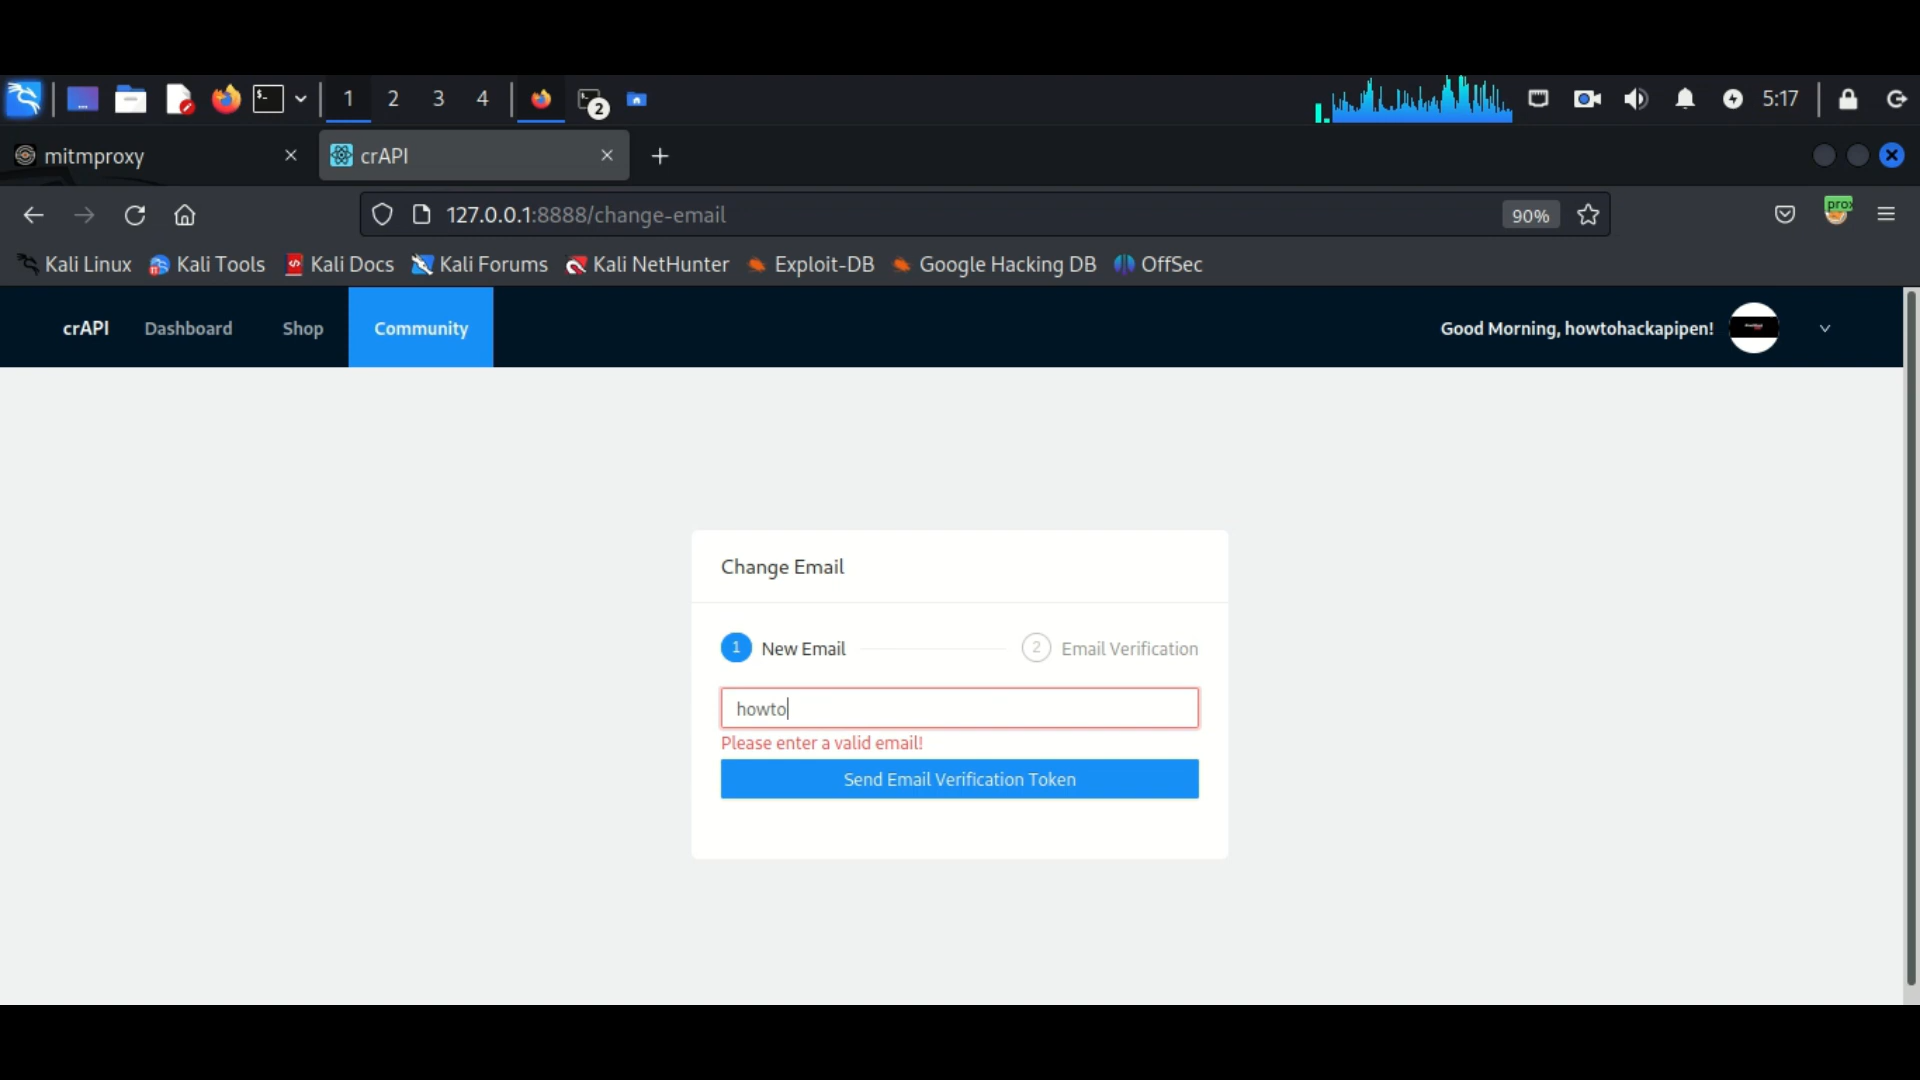 1 2 3 4 2 5:17
mitmproxy crAPI
127.0.0.1:8888/change-email 90%
Kali Linux Kali Tools Kali Docs Kali Forums Kali NetHunter Exploit-DB Google Hacking DB OffSec
crAPI Dashboard Shop Community Good Morning, howtohackapipen!
Change Email
1 New Email 2 Email Verification
howto
Please enter a valid email!
Send Email Verification Token